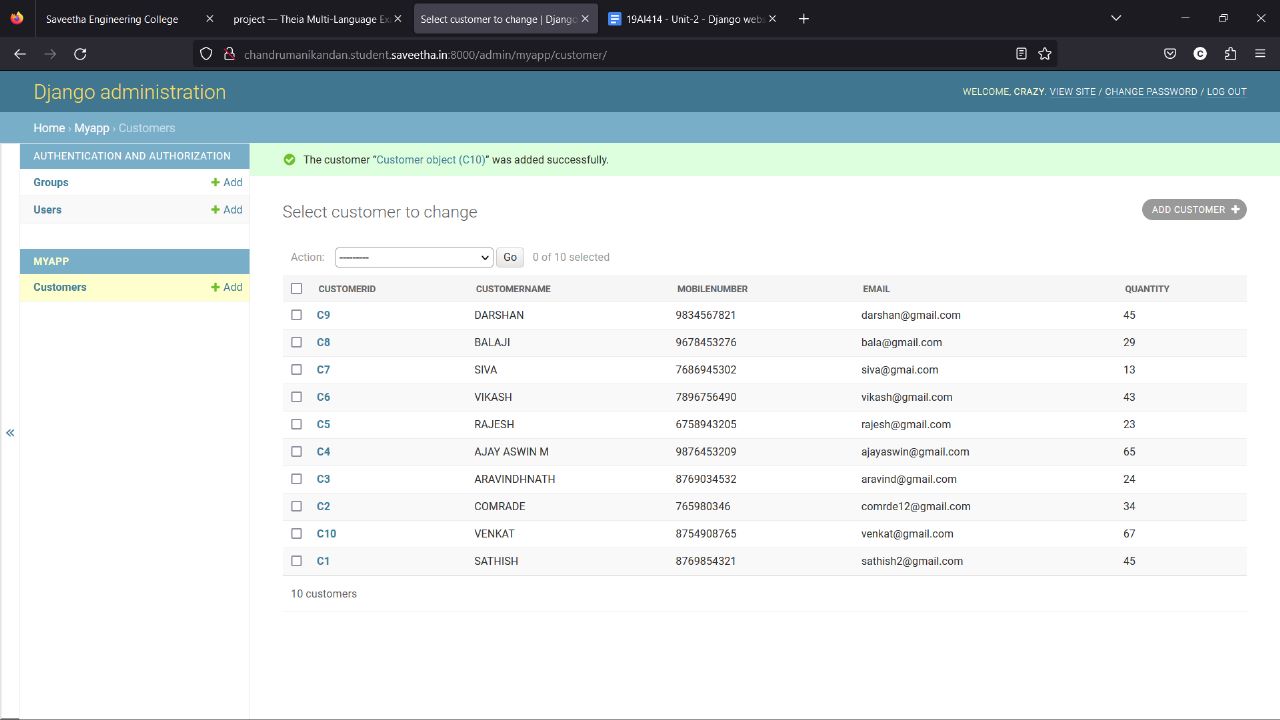 Saveetha Engineering College
project — Theia Multi-Language Ex
Select customer to change | Django
19AI414 - Unit-2 - Django web
chandrumanikandan.student.saveetha.in:8000/admin/myapp/customer/
C
Django administration
WELCOME, CRAZY. VIEW SITE / CHANGE PASSWORD / LOG OUT
Home › Myapp › Customers
AUTHENTICATION AND AUTHORIZATION
Groups + Add
Users + Add
MYAPP
Customers + Add
«
The customer “Customer object (C10)” was added successfully.
Select customer to change
ADD CUSTOMER +
Action: --------- Go 0 of 10 selected
CUSTOMERID CUSTOMERNAME MOBILENUMBER EMAIL QUANTITY
C9 DARSHAN 9834567821 darshan@gmail.com 45
C8 BALAJI 9678453276 bala@gmail.com 29
C7 SIVA 7686945302 siva@gmai.com 13
C6 VIKASH 7896756490 vikash@gmail.com 43
C5 RAJESH 6758943205 rajesh@gmail.com 23
C4 AJAY ASWIN M 9876453209 ajayaswin@gmail.com 65
C3 ARAVINDHNATH 8769034532 aravind@gmail.com 24
C2 COMRADE 765980346 comrde12@gmail.com 34
C10 VENKAT 8754908765 venkat@gmail.com 67
C1 SATHISH 8769854321 sathish2@gmail.com 45
10 customers